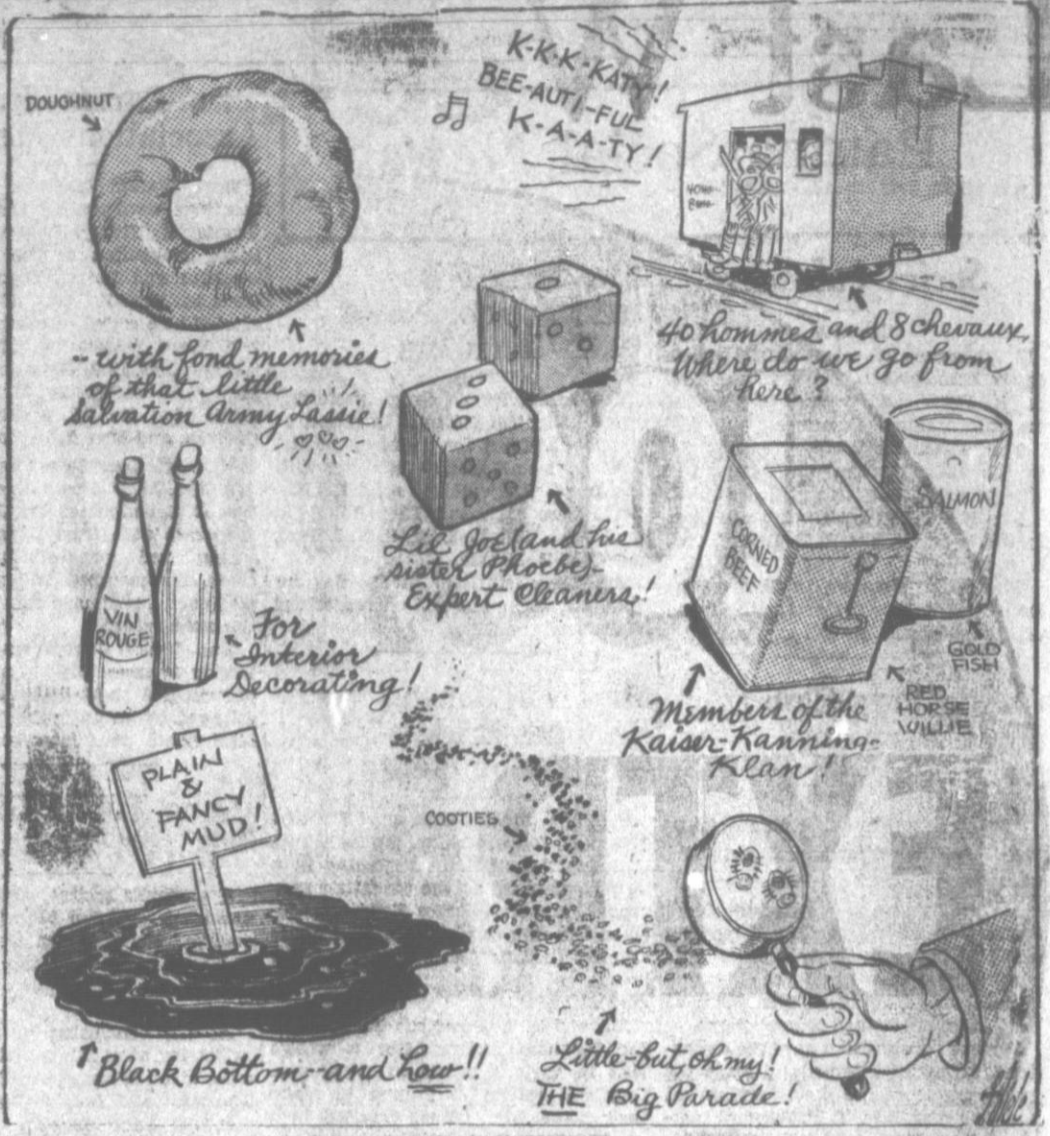 DOUGHNUT
K-K-K-KATY!
BEE-AUTI-FUL
K-A-A-TY!
-- with fond memories
of that little
Salvation Army Lassie!
40 hommes and 8 chevaux,
Where do we go from
here?
Lil Joe (and his
sister Phoebe)-
Expert Cleaners!
SALMON
CORNED
BEEF
GOLD
FISH
RED
HORSE
WILLIE
Members of the
Kaiser-Kanning-
Klan!
VIN
ROUGE
For
Interior
Decorating!
PLAIN
&
FANCY
MUD!
Black Bottom--and how!!
COOTIES
Little-but, oh my!
THE Big Parade!